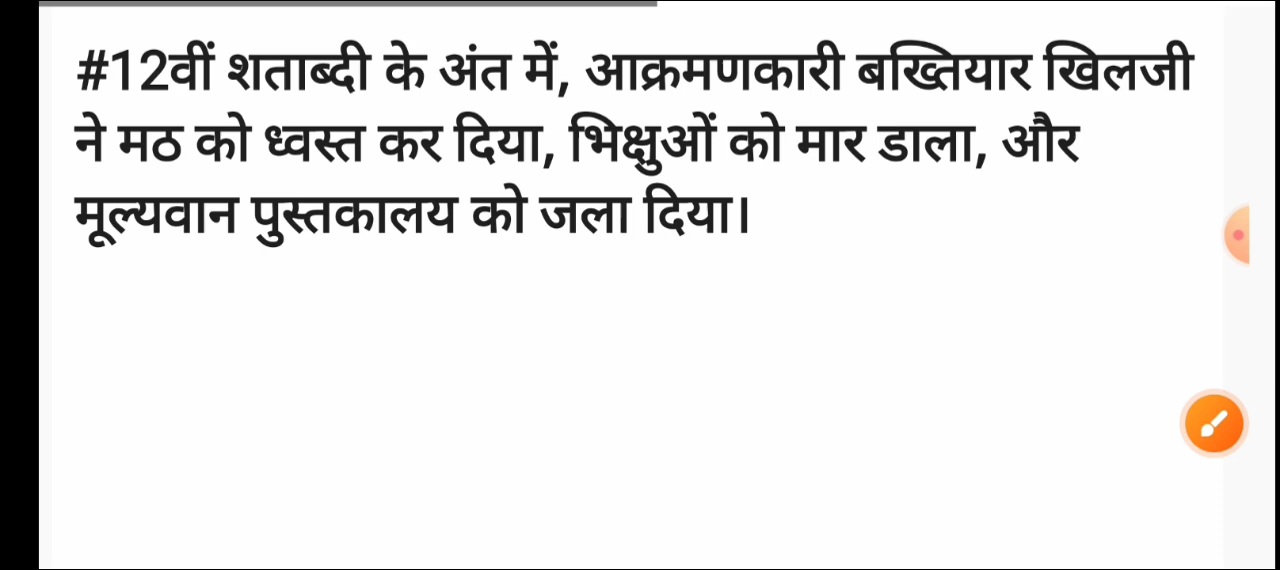 #12वीं शताब्दी के अंत में, आक्रमणकारी बख्तियार खिलजी
ने मठ को ध्वस्त कर दिया, भिक्षुओं को मार डाला, और
मूल्यवान पुस्तकालय को जला दिया।